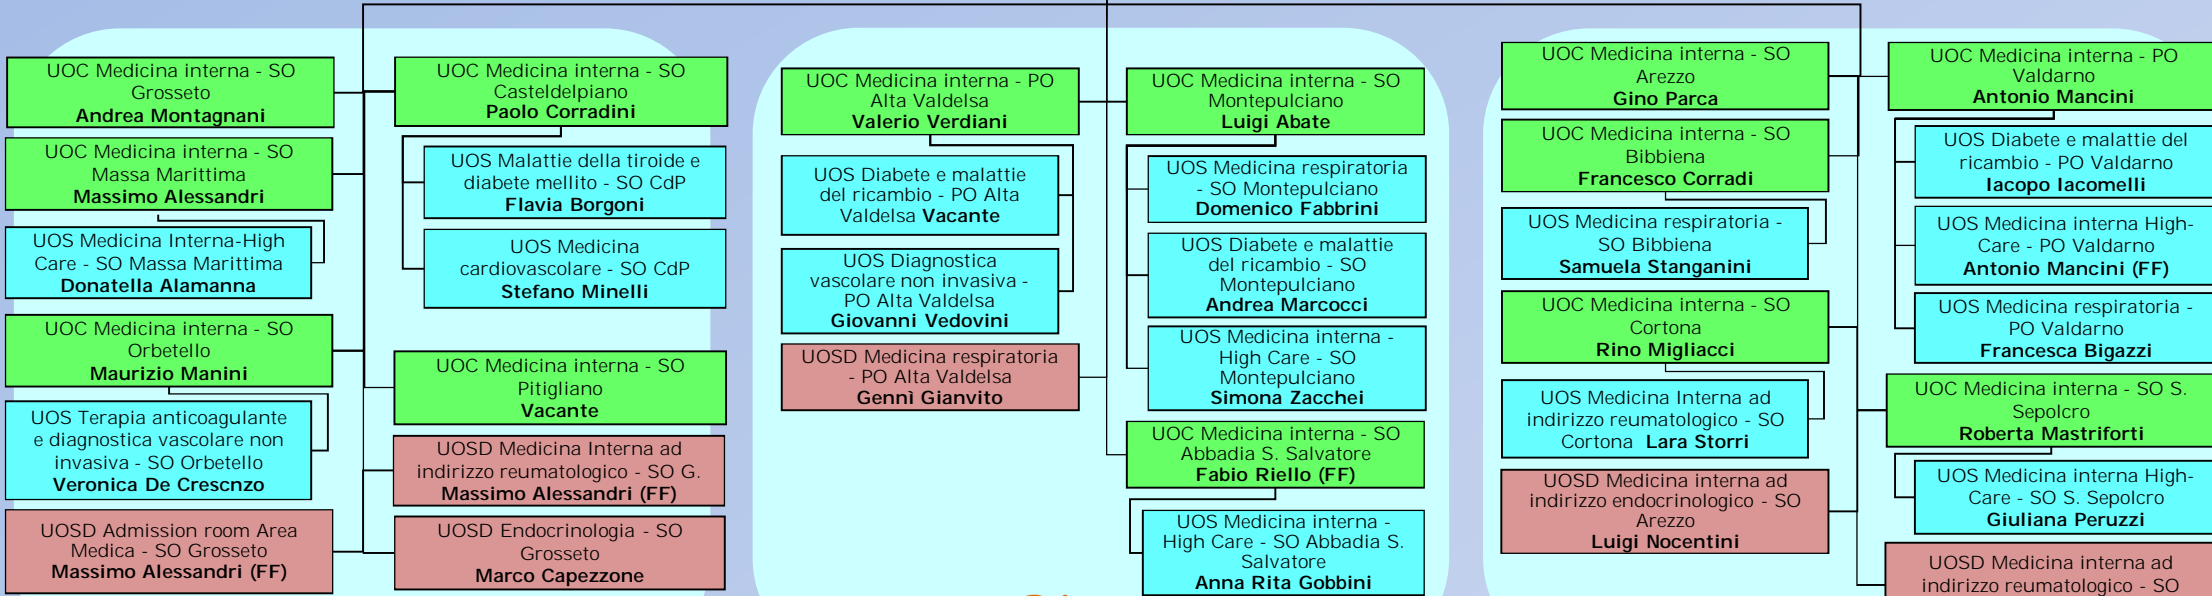 UOC Medicina interna - SO
Grosseto
Andrea Montagnani
UOC Medicina interna - SO
Massa Marittima
Massimo Alessandri
UOS Medicina Interna-High
Care - SO Massa Marittima
Donatella Alamanna
UOC Medicina interna - SO
Orbetello
Maurizio Manini
UOS Terapia anticoagulante
e diagnostica vascolare non
invasiva - SO Orbetello
Veronica De Crescnzo
UOSD Admission room Area
Medica - SO Grosseto
Massimo Alessandri (FF)
UOC Medicina interna - SO
Casteldelpiano
Paolo Corradini
UOS Malattie della tiroide e
diabete mellito - SO CdP
Flavia Borgoni
UOS Medicina
cardiovascolare - SO CdP
Stefano Minelli
UOC Medicina interna - SO
Pitigliano
Vacante
UOSD Medicina Interna ad
indirizzo reumatologico - SO G.
Massimo Alessandri (FF)
UOSD Endocrinologia - SO
Grosseto
Marco Capezzone
UOC Medicina interna - PO
Alta Valdelsa
Valerio Verdiani
UOS Diabete e malattie
del ricambio - PO Alta
Valdelsa Vacante
UOS Diagnostica
vascolare non invasiva -
PO Alta Valdelsa
Giovanni Vedovini
UOSD Medicina respiratoria
- PO Alta Valdelsa
Gennì Gianvito
UOC Medicina interna - SO
Montepulciano
Luigi Abate
UOS Medicina respiratoria
- SO Montepulciano
Domenico Fabbrini
UOS Diabete e malattie
del ricambio - SO
Montepulciano
Andrea Marcocci
UOS Medicina interna -
High Care - SO
Montepulciano
Simona Zacchei
UOC Medicina interna - SO
Abbadia S. Salvatore
Fabio Riello (FF)
UOS Medicina interna -
High Care - SO Abbadia S.
Salvatore
Anna Rita Gobbini
UOC Medicina interna - SO
Arezzo
Gino Parca
UOC Medicina interna - SO
Bibbiena
Francesco Corradi
UOS Medicina respiratoria -
SO Bibbiena
Samuela Stanganini
UOC Medicina interna - SO
Cortona
Rino Migliacci
UOS Medicina Interna ad
indirizzo reumatologico - SO
Cortona Lara Storri
UOSD Medicina interna ad
indirizzo endocrinologico - SO
Arezzo
Luigi Nocentini
UOC Medicina interna - PO
Valdarno
Antonio Mancini
UOS Diabete e malattie del
ricambio - PO Valdarno
Iacopo Iacomelli
UOS Medicina interna High-
Care - PO Valdarno
Antonio Mancini (FF)
UOS Medicina respiratoria -
PO Valdarno
Francesca Bigazzi
UOC Medicina interna - SO S.
Sepolcro
Roberta Mastriforti
UOS Medicina interna High-
Care - SO S. Sepolcro
Giuliana Peruzzi
UOSD Medicina interna ad
indirizzo reumatologico - SO